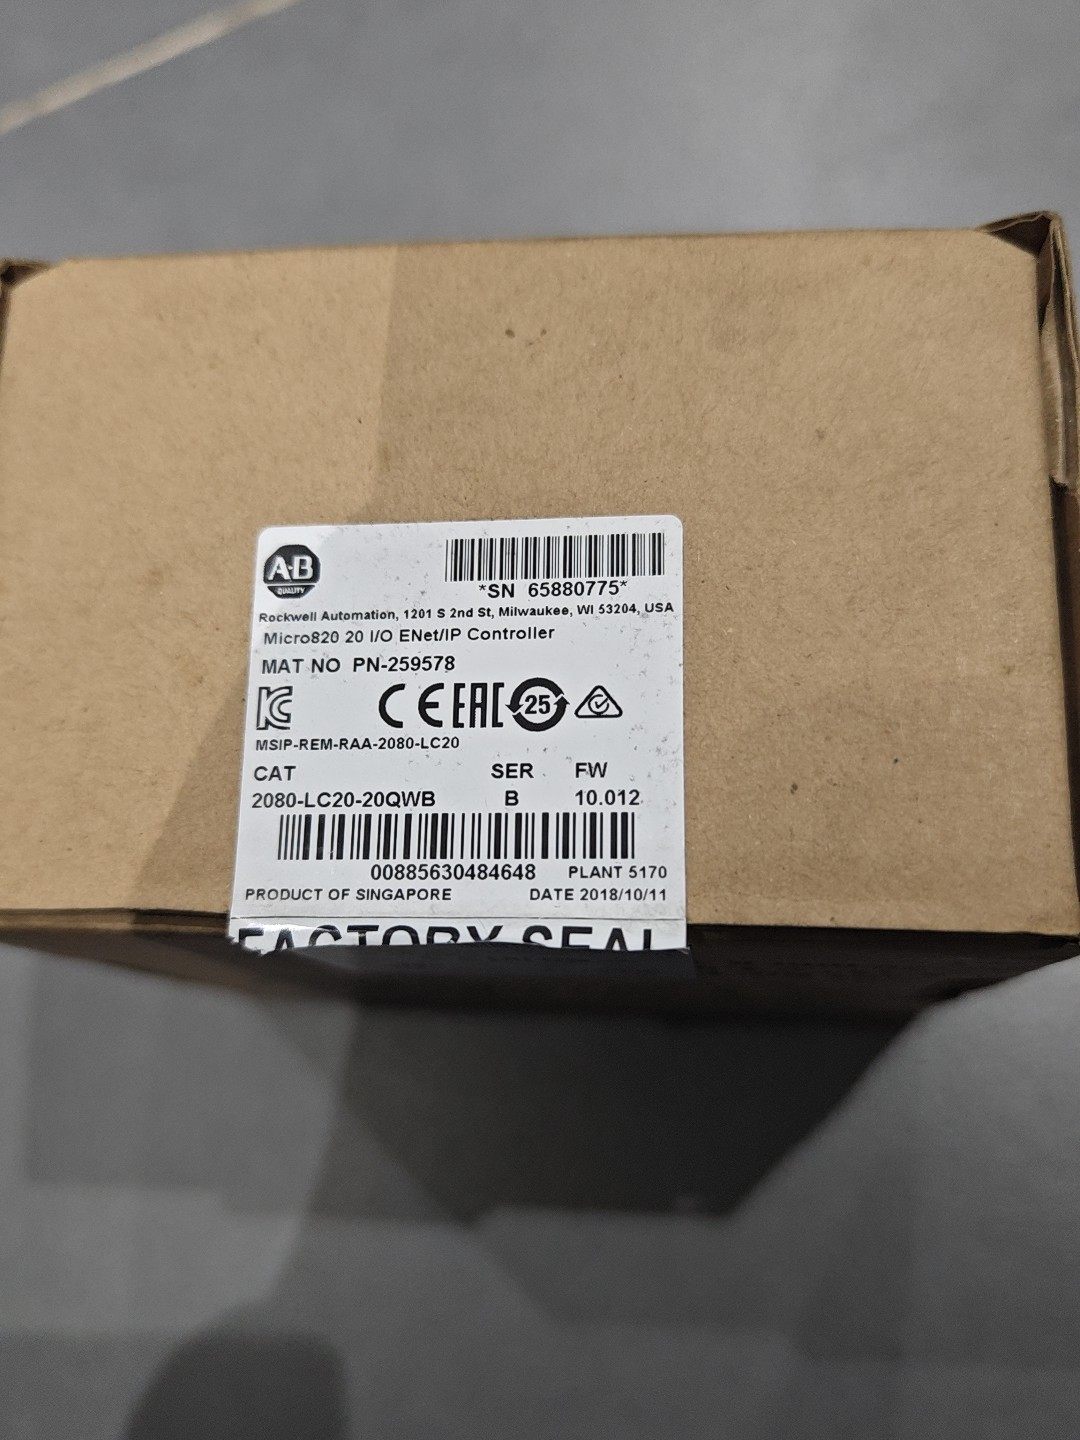 A-B
QUALITY
*SN 65880775*
Rockwell Automation, 1201 S 2nd St, Milwaukee, WI 53204, USA
Micro820 20 I/O ENet/IP Controller
MAT NO PN-259578
CE EAC 25
MSIP-REM-RAA-2080-LC20
CAT SER FW
2080-LC20-20QWB B 10.012
00885630484648 PLANT 5170
PRODUCT OF SINGAPORE DATE 2018/10/11
FACTORY SEAL